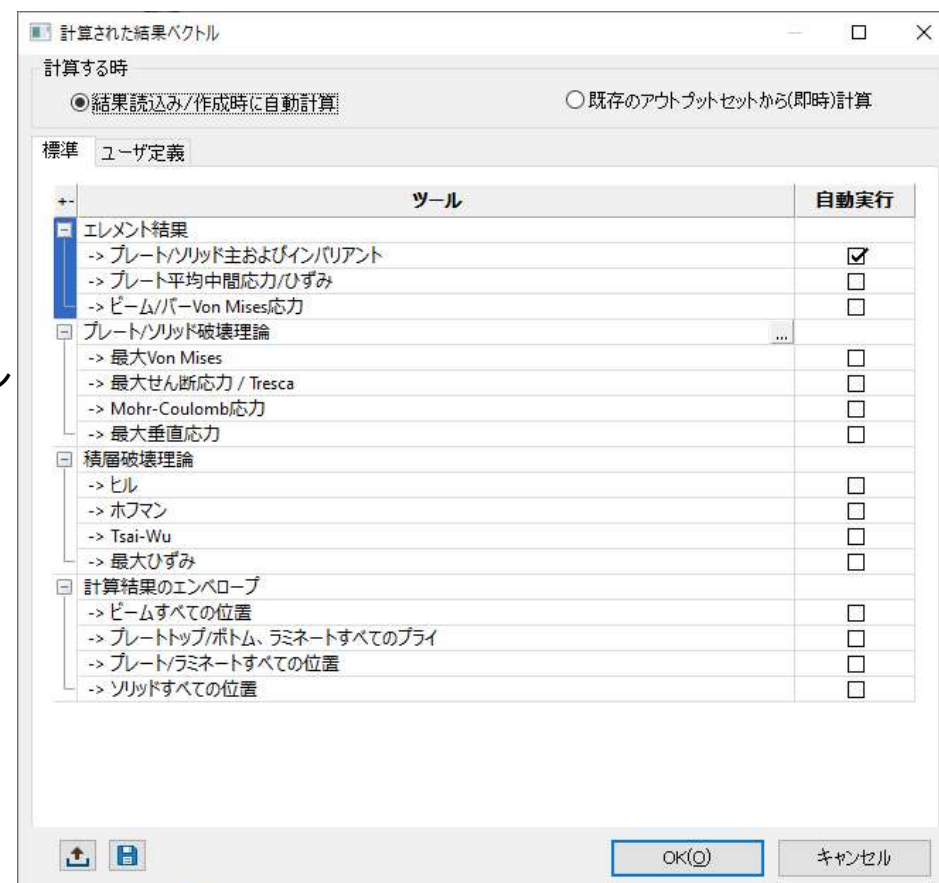 計算された結果ベクトル
計算する時
結果読込み/作成時に自動計算
既存のアウトプットセットから(即時)計算
標準 ユーザ定義
+- ツール 自動実行
エレメント結果
-> プレート/ソリッド主およびインバリアント
-> プレート平均中間応力/ひずみ
-> ビーム/バーVon Mises応力
プレート/ソリッド破壊理論 ...
-> 最大Von Mises
-> 最大せん断応力 / Tresca
-> Mohr-Coulomb応力
-> 最大垂直応力
積層破壊理論
-> ヒル
-> ホフマン
-> Tsai-Wu
-> 最大ひずみ
計算結果のエンベロープ
-> ビームすべての位置
-> プレートトップ/ボトム、ラミネートすべてのプライ
-> プレート/ラミネートすべての位置
-> ソリッドすべての位置
OK(O) キャンセル